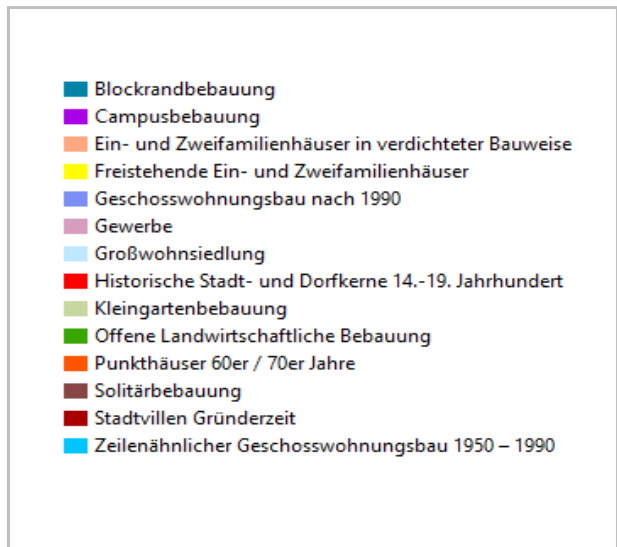 Blockrandbebauung
Campusbebauung
Ein- und Zweifamilienhäuser in verdichteter Bauweise
Freistehende Ein- und Zweifamilienhäuser
Geschosswohnungsbau nach 1990
Gewerbe
Großwohnsiedlung
Historische Stadt- und Dorfkerne 14.-19. Jahrhundert
Kleingartenbebauung
Offene Landwirtschaftliche Bebauung
Punkthäuser 60er / 70er Jahre
Solitärbebauung
Stadtvillen Gründerzeit
Zeilenähnlicher Geschosswohnungsbau 1950 – 1990